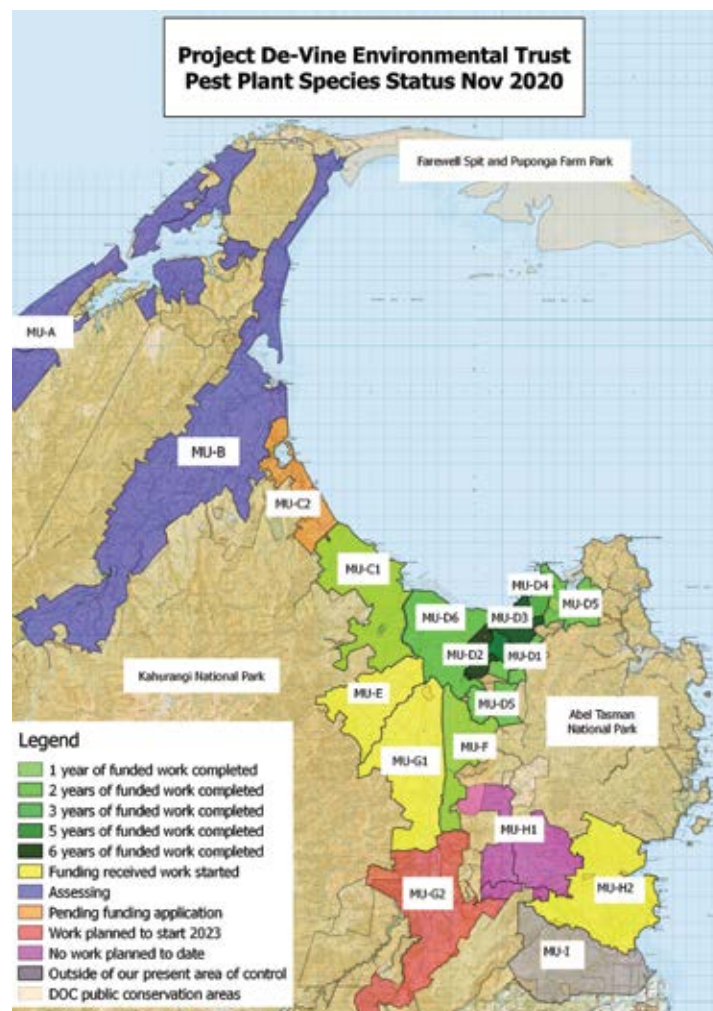 Project De-Vine Environmental Trust
Pest Plant Species Status Nov 2020
Farewell Spit and Puponga Farm Park
MU-A
MU-B
MU-C2
MU-C1
MU-D4
MU-D6
MU-D3
MU-D5
MU-D2
MU-D1
Kahurangi National Park
MU-E
MU-D5
Abel Tasman
National Park
MU-F
MU-G1
MU-H1
MU-G2
MU-H2
MU-I
Legend
1 year of funded work completed
2 years of funded work completed
3 years of funded work completed
5 years of funded work completed
6 years of funded work completed
Funding received work started
Assessing
Pending funding application
Work planned to start 2023
No work planned to date
Outside of our present area of control
DOC public conservation areas